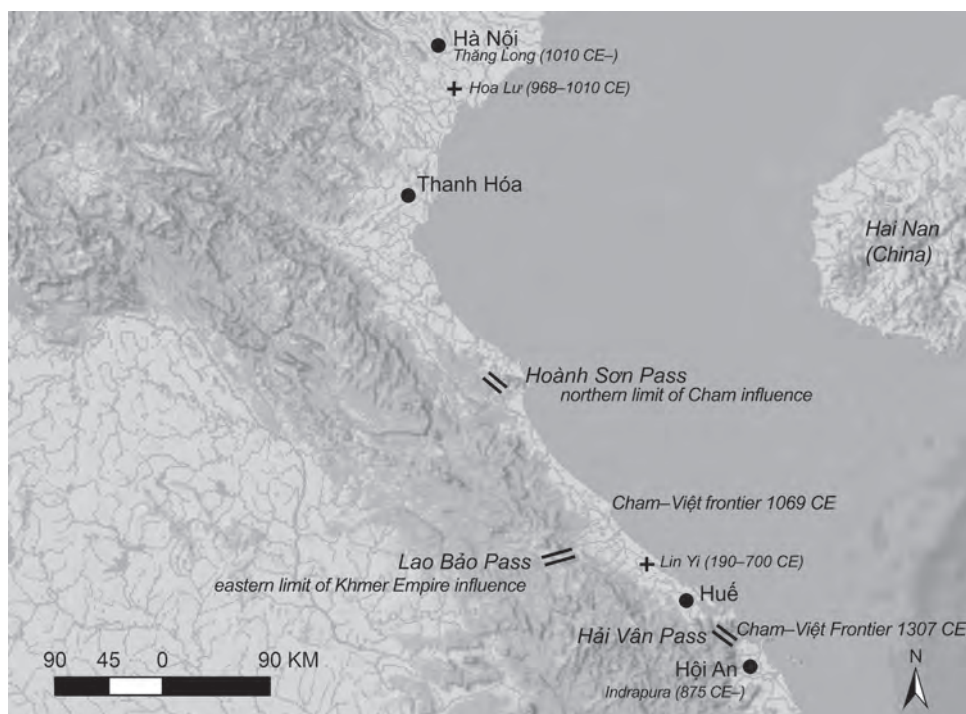 Hà Nội
Thăng Long (1010 CE–)
Hoa Lư (968–1010 CE)
Thanh Hóa
Hai Nan
(China)
Hoành Sơn Pass
northern limit of Cham influence
Cham–Việt frontier 1069 CE
Lao Bảo Pass
eastern limit of Khmer Empire influence
Lin Yi (190–700 CE)
Huế
Hải Vân Pass
Cham–Việt Frontier 1307 CE
90 45 0 90 KM
Hội An
Indrapura (875 CE–)
N